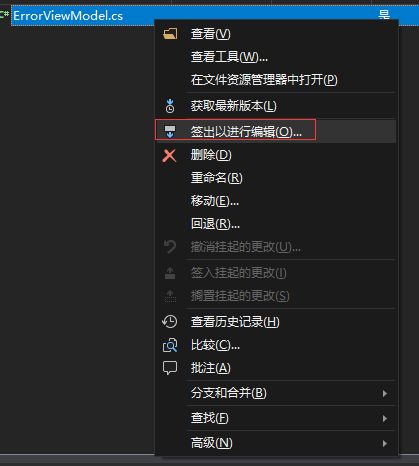 C# ErrorViewModel.cs 是
查看(V)
查看工具(W)...
在文件资源管理器中打开(P)
获取最新版本(L)
签出以进行编辑(O)...
删除(D)
重命名(R)
移动(E)...
回退(R)...
撤消挂起的更改(U)...
签入挂起的更改(I)
搁置挂起的更改(S)
查看历史记录(H)
比较(C)...
批注(A)
分支和合并(B)
查找(F)
高级(N)